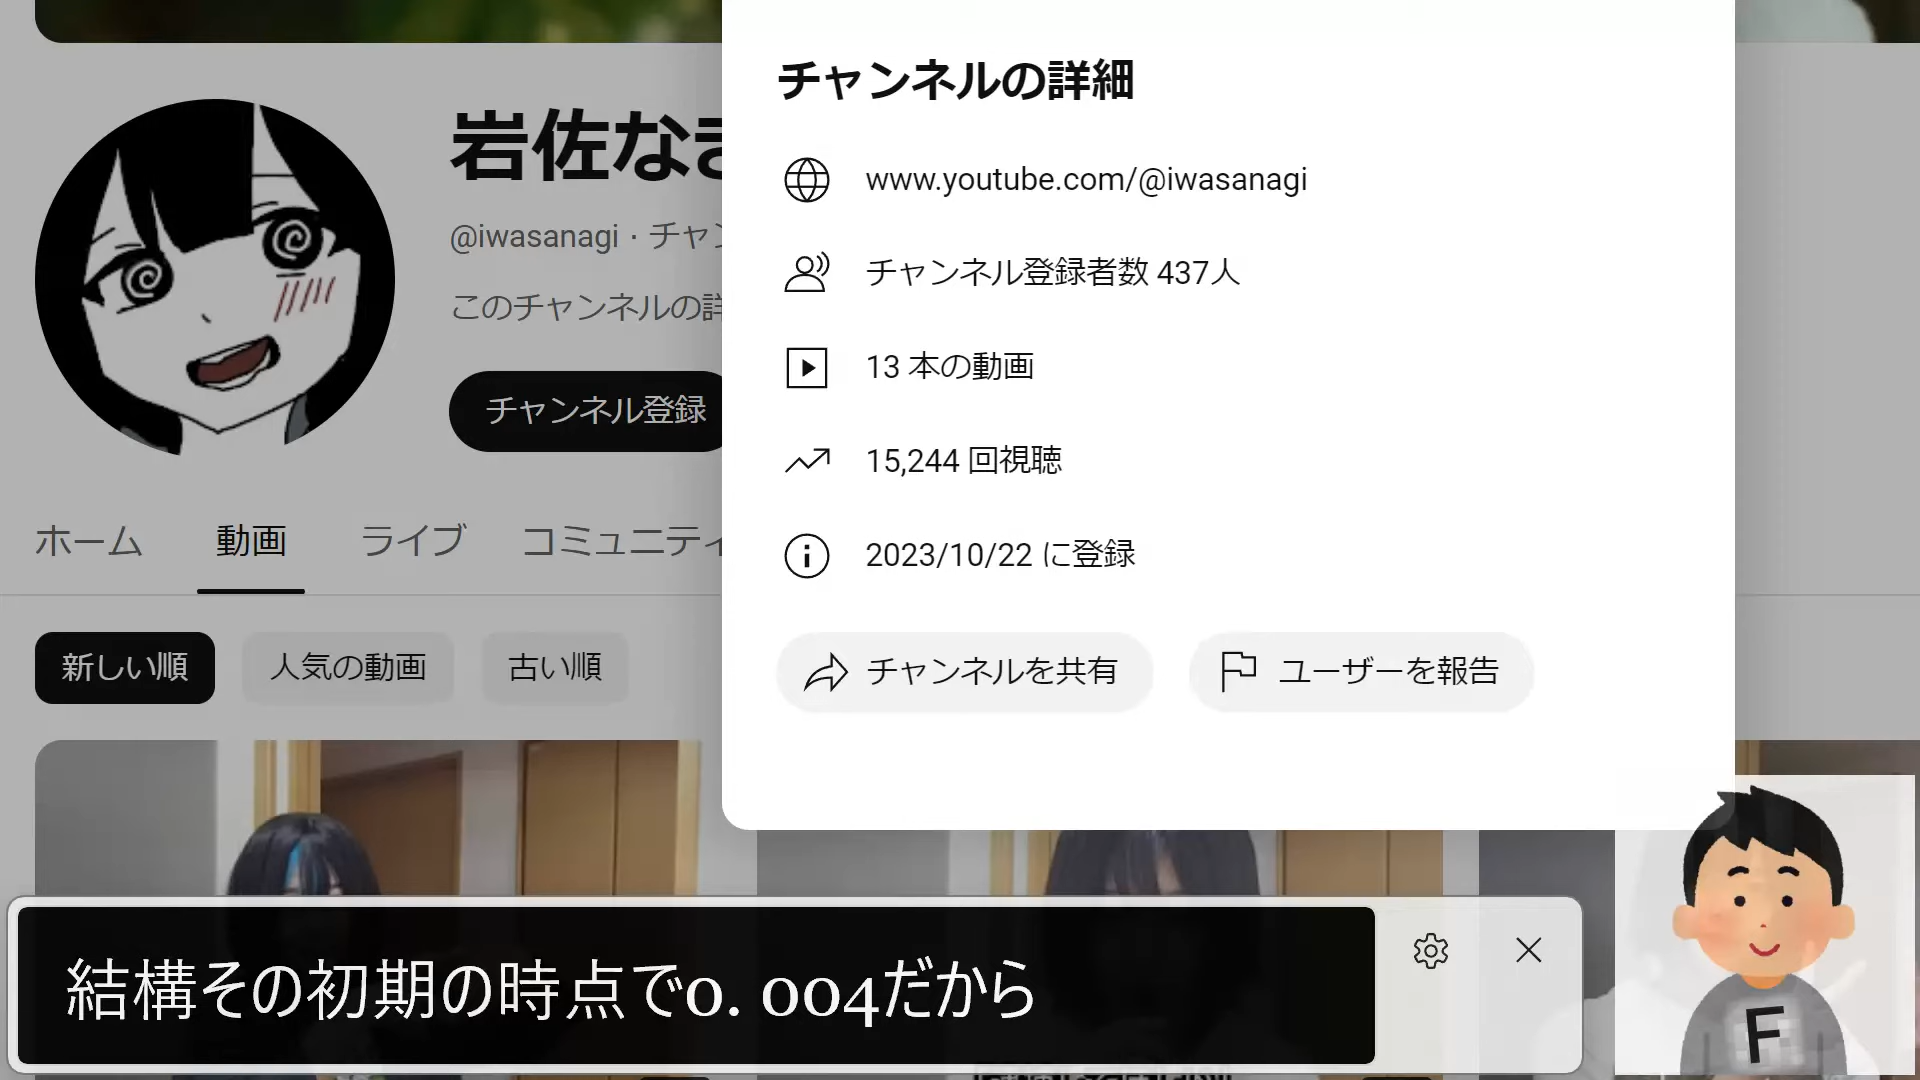 チャンネルの詳細
岩佐な
www.youtube.com/@iwasanagi
@iwasanagi · チャン
チャンネル登録者数 437人
このチャンネルの詳
13 本の動画
チャンネル登録
15,244 回視聴
ホーム 動画 ライブ コミュニティ
2023/10/22 に登録
新しい順 人気の動画 古い順
チャンネルを共有 ユーザーを報告
結構その初期の時点で0. 004だから
F